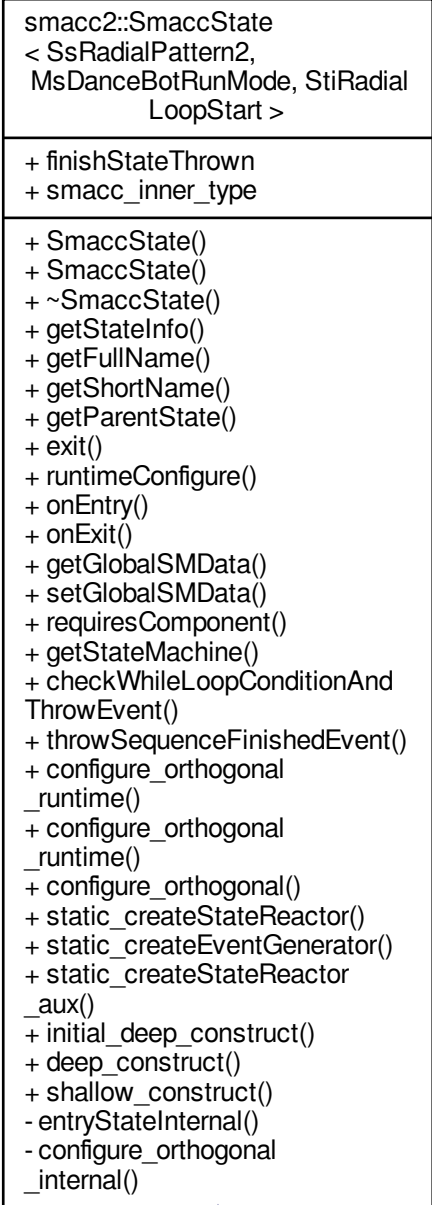 smacc2::SmaccState
< SsRadialPattern2,
MsDanceBotRunMode, StiRadial
LoopStart >
+ finishStateThrown
+ smacc_inner_type
+ SmaccState()
+ SmaccState()
+ ~SmaccState()
+ getStateInfo()
+ getFullName()
+ getShortName()
+ getParentState()
+ exit()
+ runtimeConfigure()
+ onEntry()
+ onExit()
+ getGlobalSMData()
+ setGlobalSMData()
+ requiresComponent()
+ getStateMachine()
+ checkWhileLoopConditionAnd
ThrowEvent()
+ throwSequenceFinishedEvent()
+ configure_orthogonal
_runtime()
+ configure_orthogonal
_runtime()
+ configure_orthogonal()
+ static_createStateReactor()
+ static_createEventGenerator()
+ static_createStateReactor
_aux()
+ initial_deep_construct()
+ deep_construct()
+ shallow_construct()
- entryStateInternal()
- configure_orthogonal
_internal()